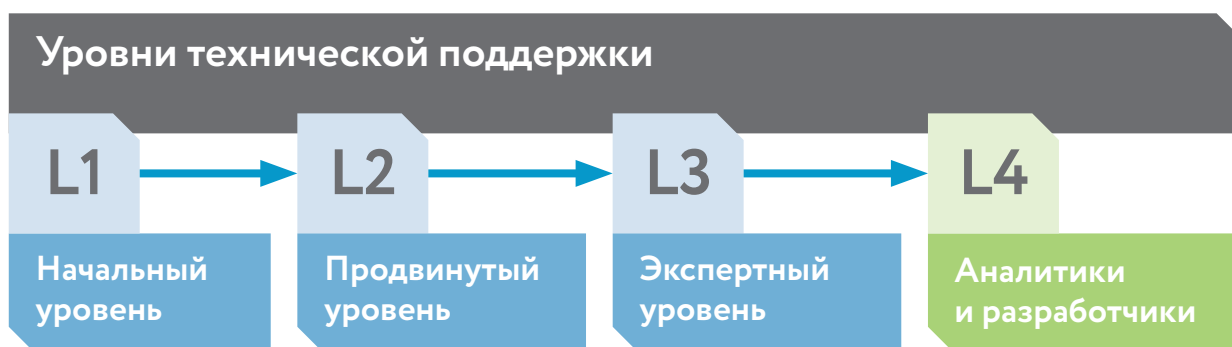 Уровни технической поддержки
L1
L2
L3
L4
Начальный
уровень
Продвинутый
уровень
Экспертный
уровень
Аналитики
и разработчики